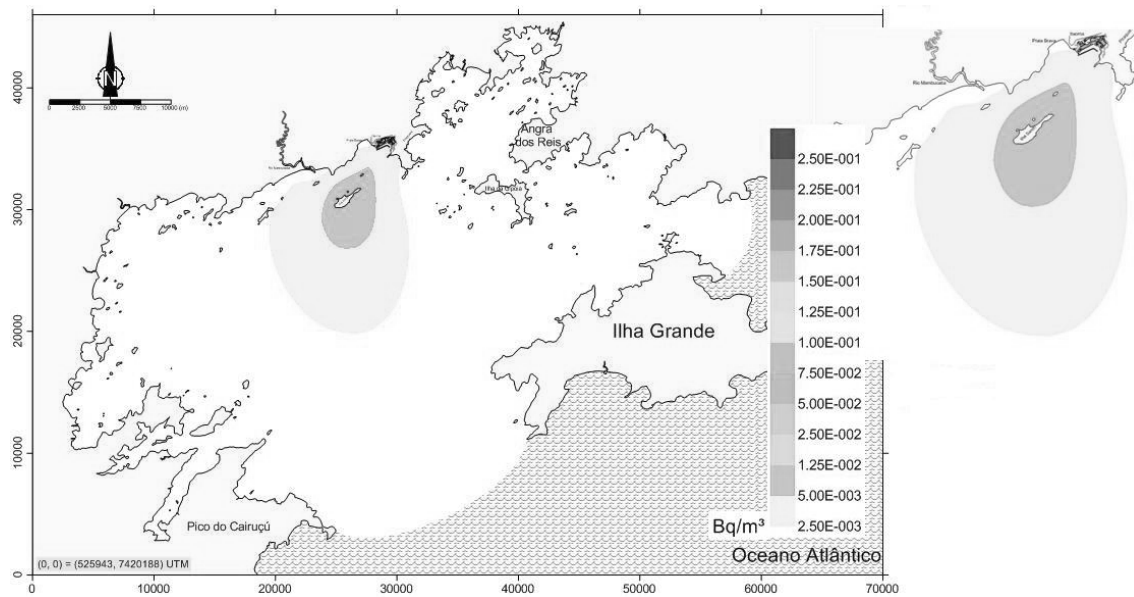 N
0 2500 5000 7500 10000 (m)
40000
30000
20000
10000
0
0 10000 20000 30000 40000 50000 60000 70000
Angra
dos Reis
Ilha Grande
Pico do Cairuçú
(0, 0) = (525943, 7420188) UTM
2.50E-001
2.25E-001
2.00E-001
1.75E-001
1.50E-001
1.25E-001
1.00E-001
7.50E-002
5.00E-002
2.50E-002
1.25E-002
5.00E-003
2.50E-003
Bq/m³
Oceano Atlântico
Rio Mambucaba